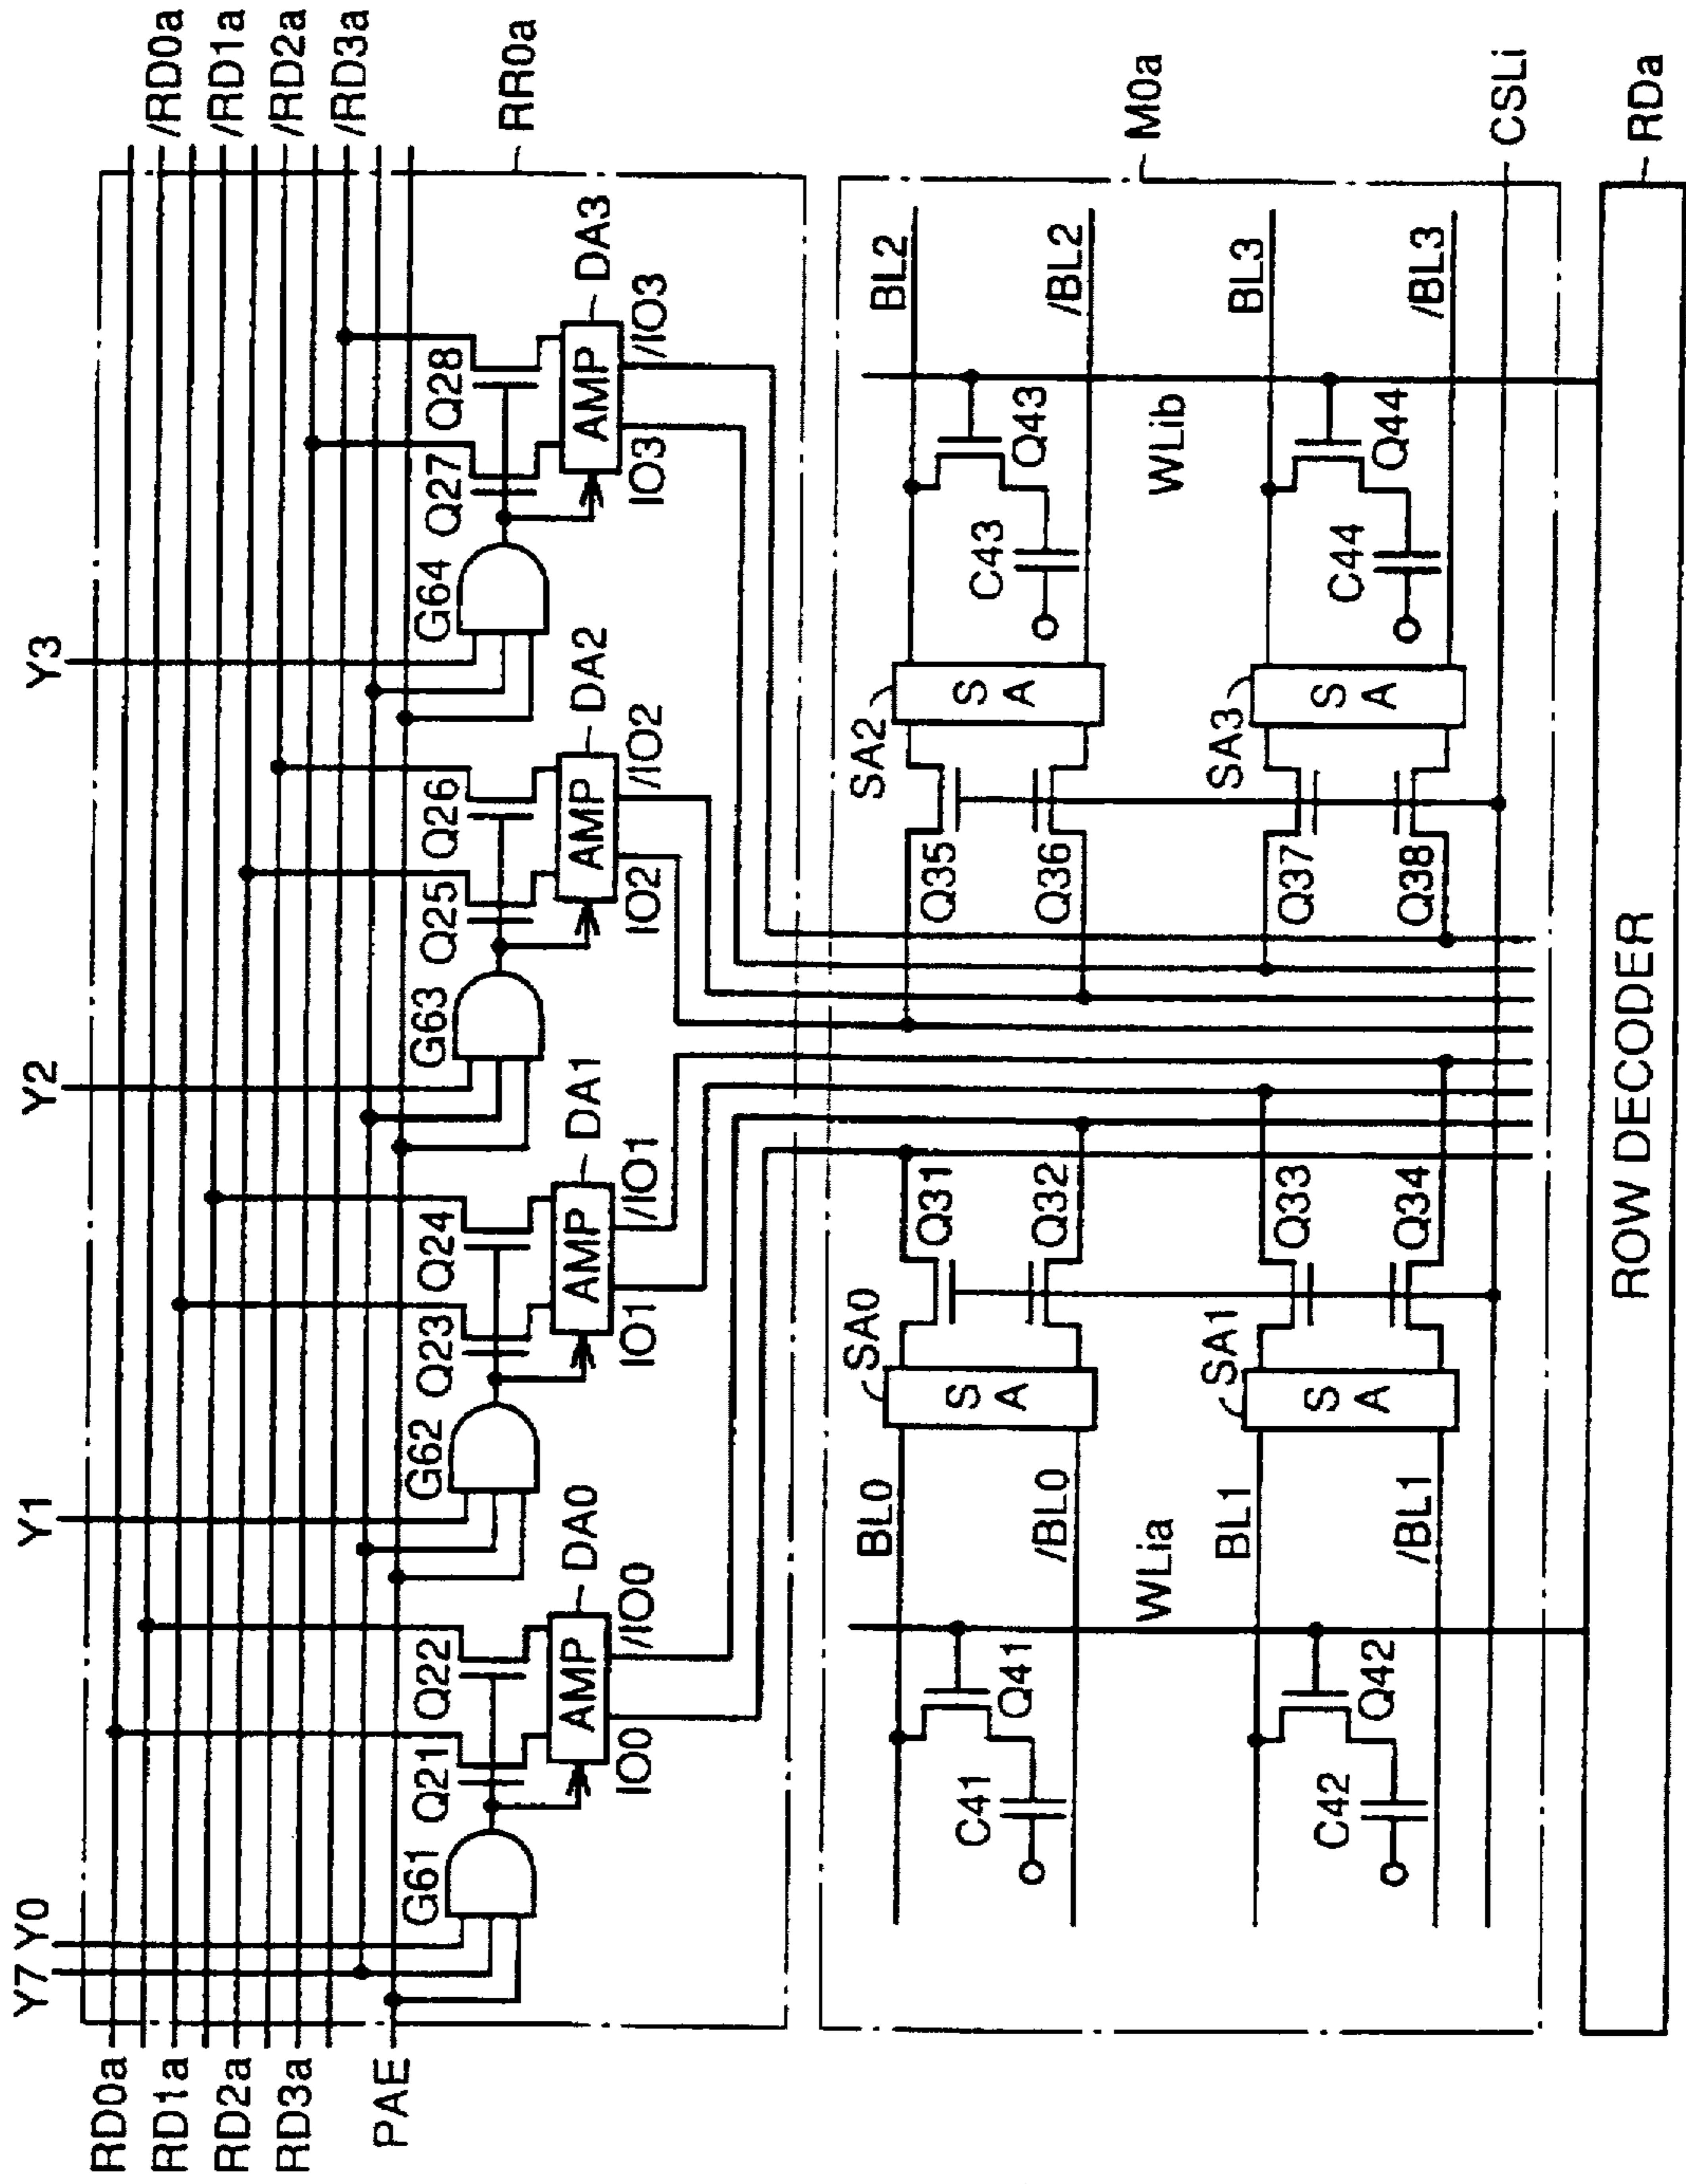 Y7 Y0 Y1 Y2 Y3
RD0a
RD1a
RD2a
RD3a
PAE
/RD0a
/RD1a
/RD2a
/RD3a
RR0a
G61 Q21 Q22
G62 Q23 Q24
G63 Q25 Q26
G64 Q27 Q28
AMP DA0
AMP DA1
AMP DA2
AMP DA3
IO0 /IO0
IO1 /IO1
IO2 /IO2
IO3 /IO3
M0a
BL0 SA0 Q31
SA
C41 Q41
/BL0 Q32
WLia
BL1 SA1 Q33
SA
C42 Q42
/BL1 Q34
Q35 SA2 BL2
SA
C43 Q43
Q36 /BL2
WLib
Q37 SA3 BL3
SA
C44 Q44
Q38 /BL3
CSLi
ROW DECODER
RDa